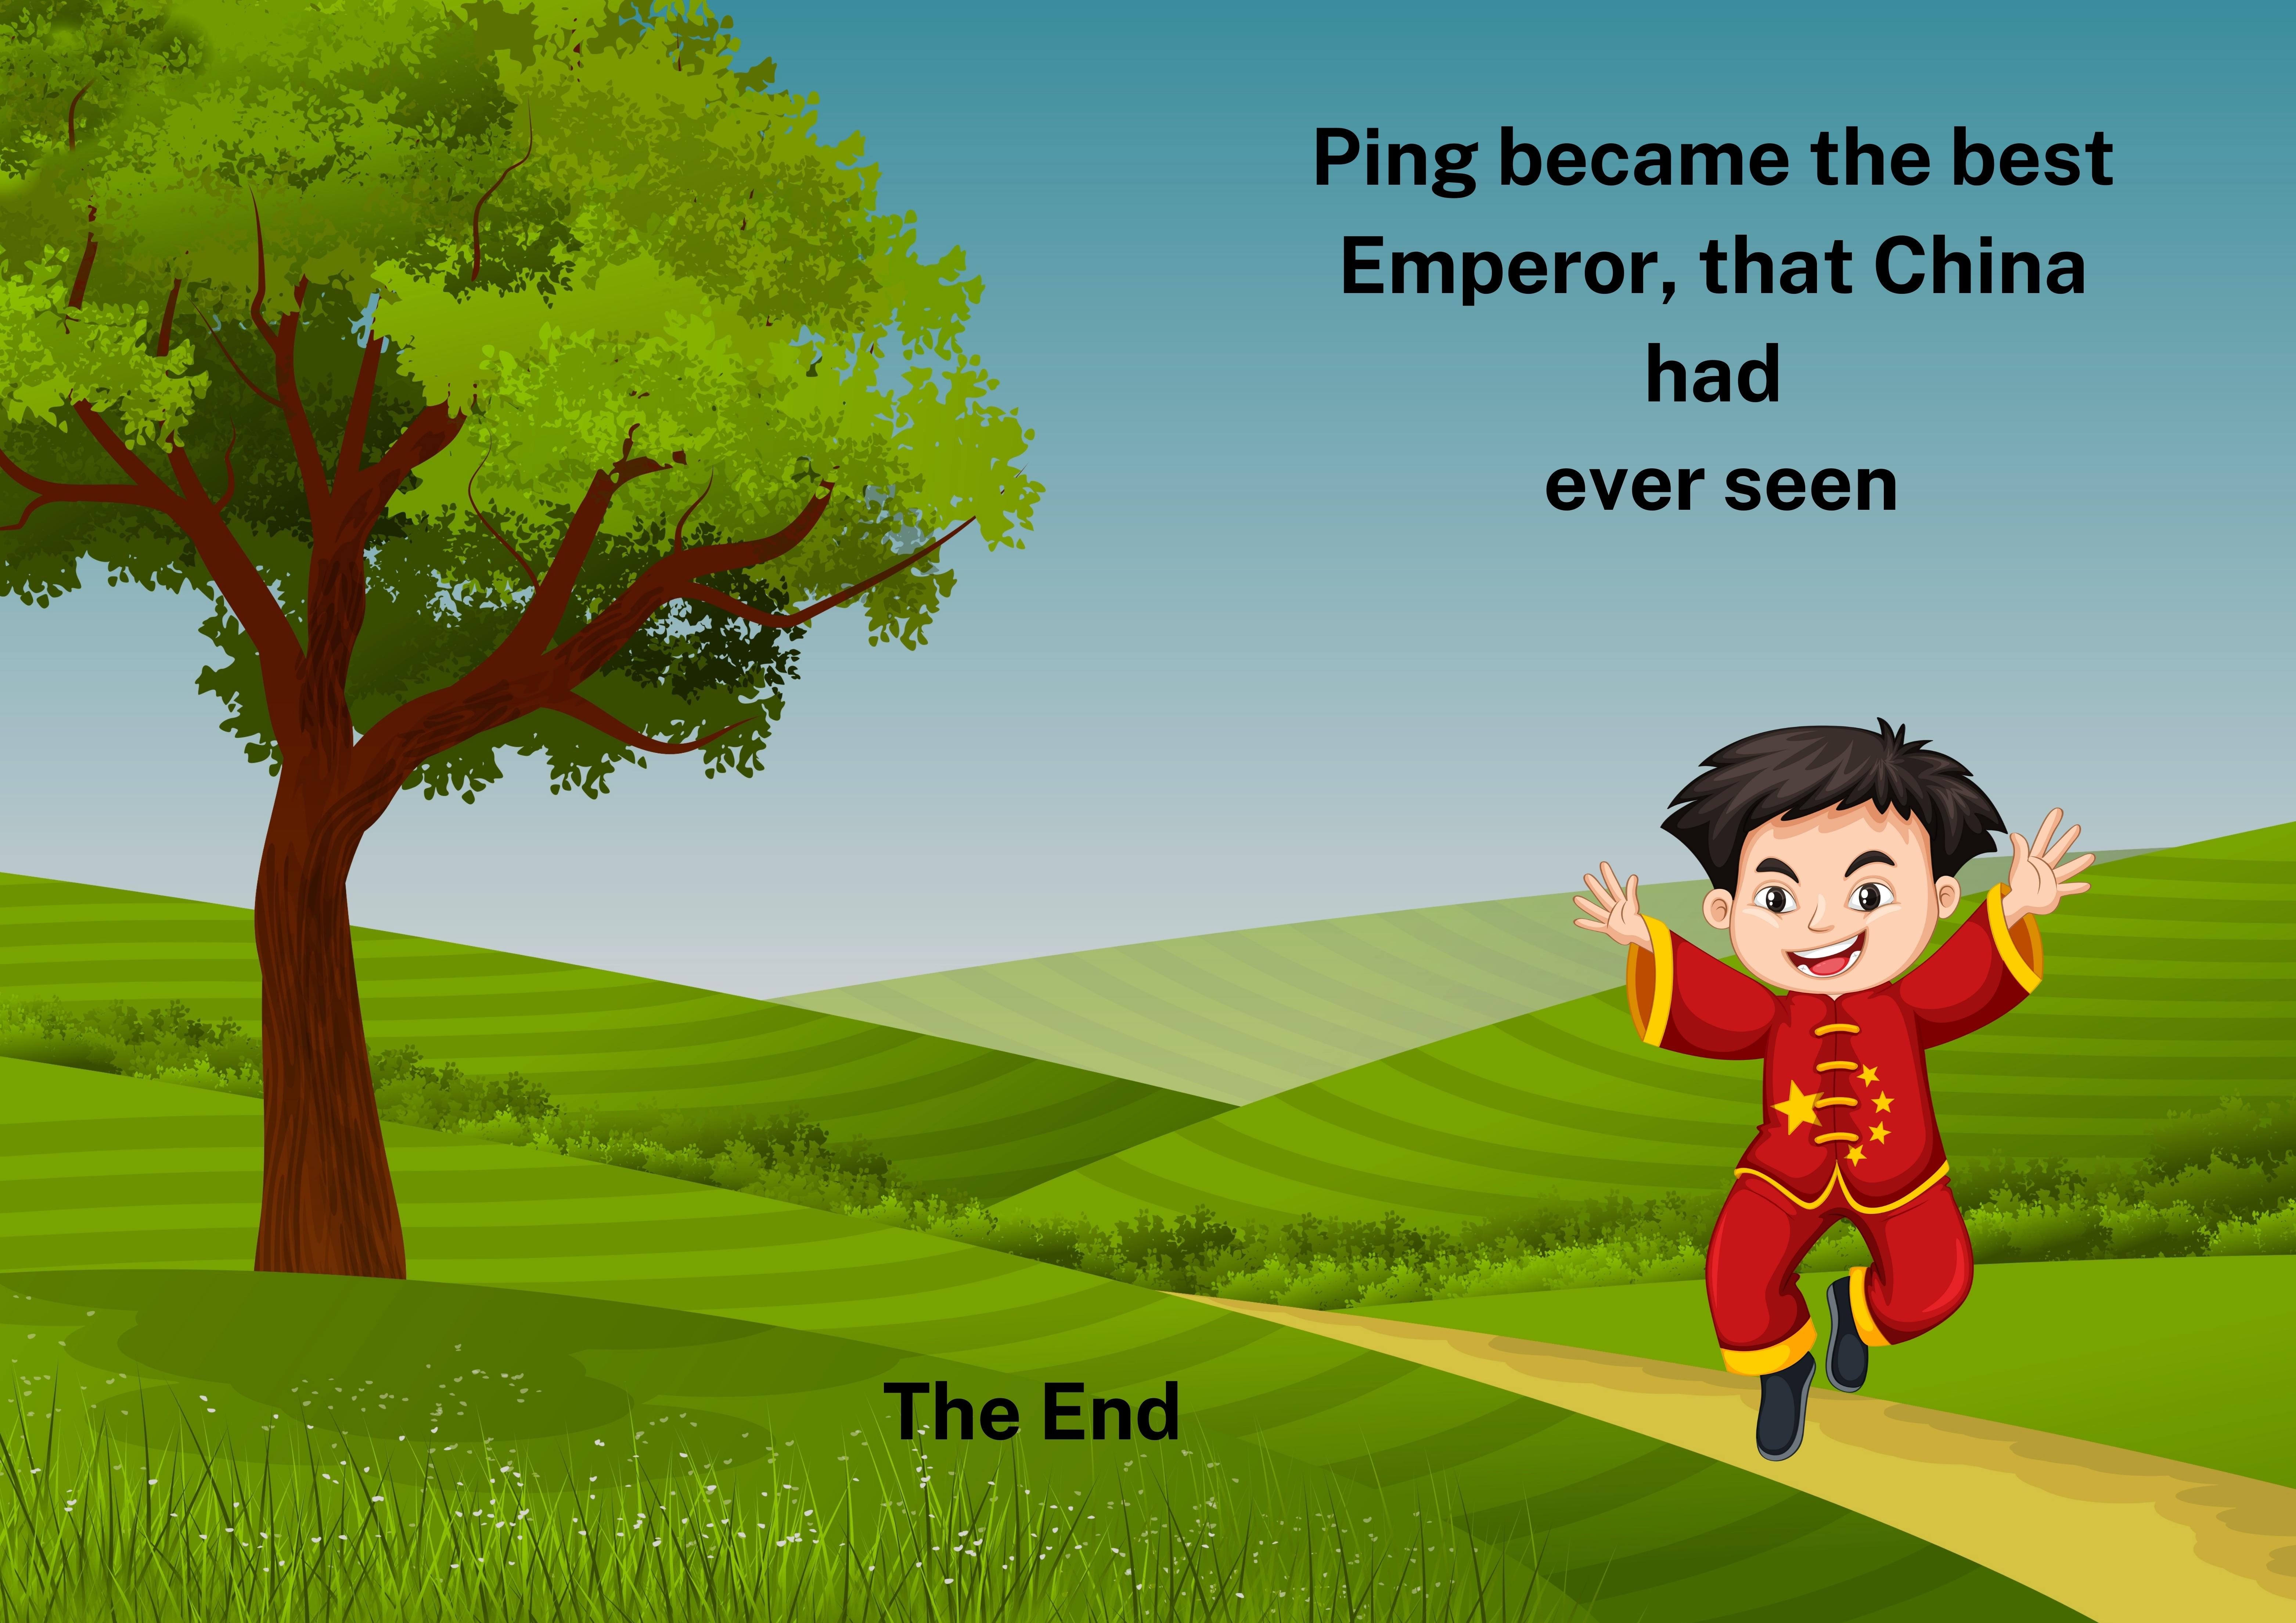 Ping became the best
Emperor, that China
had
ever seen
The End